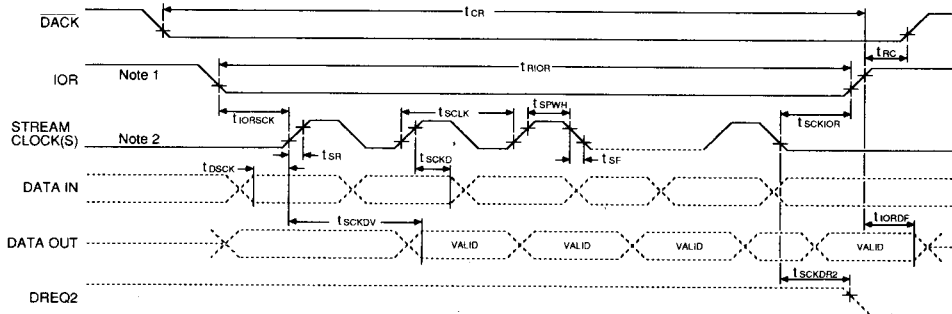 DACK
tCR
tRC
IOR
Note 1
tRIOR
tIORSCK
tSCLK
tSPWH
tSCKIOR
STREAM
CLOCK(S)
Note 2
tSR
tSCKD
tSF
tDSCK
DATA IN
tSCKDV
tIORDF
DATA OUT
VALID
VALID
VALID
VALID
tSCKDR2
DREQ2